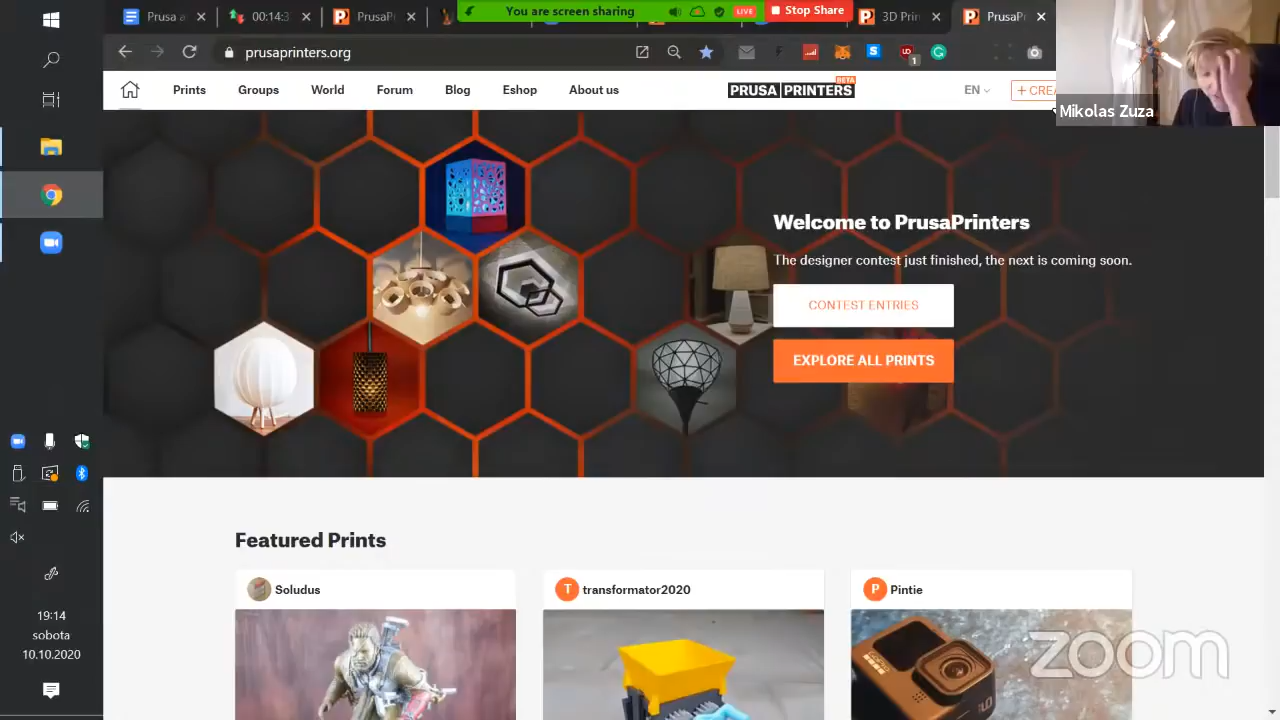 Prusa a
00:14:3
PrusaP
You are screen sharing
LIVE
Stop Share
3D Prin
PrusaP
prusaprinters.org
1
Prints
Groups
World
Forum
Blog
Eshop
About us
PRUSA PRINTERS
BETA
EN
+ CREA
Mikolas Zuza
Welcome to PrusaPrinters
The designer contest just finished, the next is coming soon.
CONTEST ENTRIES
EXPLORE ALL PRINTS
Featured Prints
Soludus
T transformator2020
P Pintie
zoom
19:14
sobota
10.10.2020